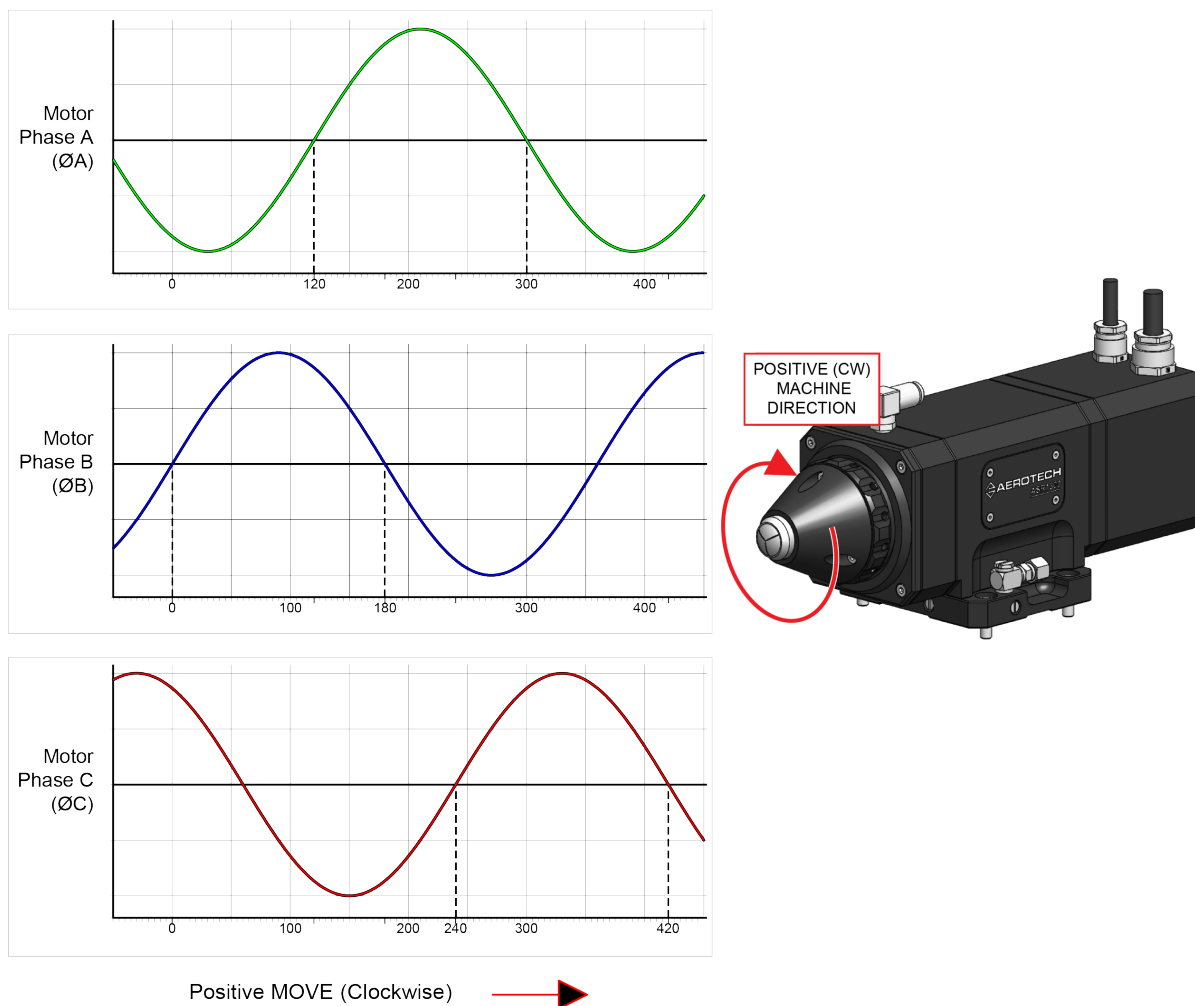 Motor
Phase A
(ØA)
0
120
200
300
400
Motor
Phase B
(ØB)
0
100
180
300
400
Motor
Phase C
(ØC)
0
100
200
240
300
420
Positive MOVE (Clockwise)
POSITIVE (CW)
MACHINE
DIRECTION
AEROTECH